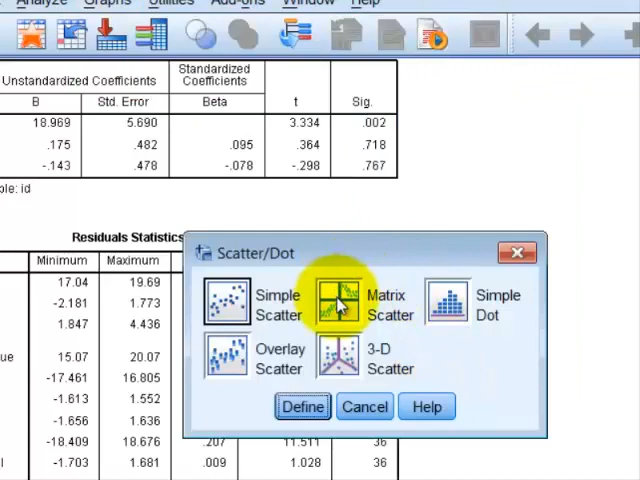 Analyze Graphs Utilities Add-ons Window Help
Unstandardized Coefficients
Standardized
Coefficients
B Std. Error Beta t Sig.
18.969 5.690 3.334 .002
.175 .482 .095 .364 .718
-.143 .478 -.078 -.298 .767
ble: id
Residuals Statistics
Minimum Maximum
17.04 19.69
-2.181 1.773
1.847 4.436
ue 15.07 20.07
-17.461 16.805
-1.613 1.552
-1.656 1.636
-18.409 18.676 .207 11.511 36
l -1.703 1.681 .009 1.028 36
Scatter/Dot
Simple
Scatter
Matrix
Scatter
Simple
Dot
Overlay
Scatter
3-D
Scatter
Define Cancel Help